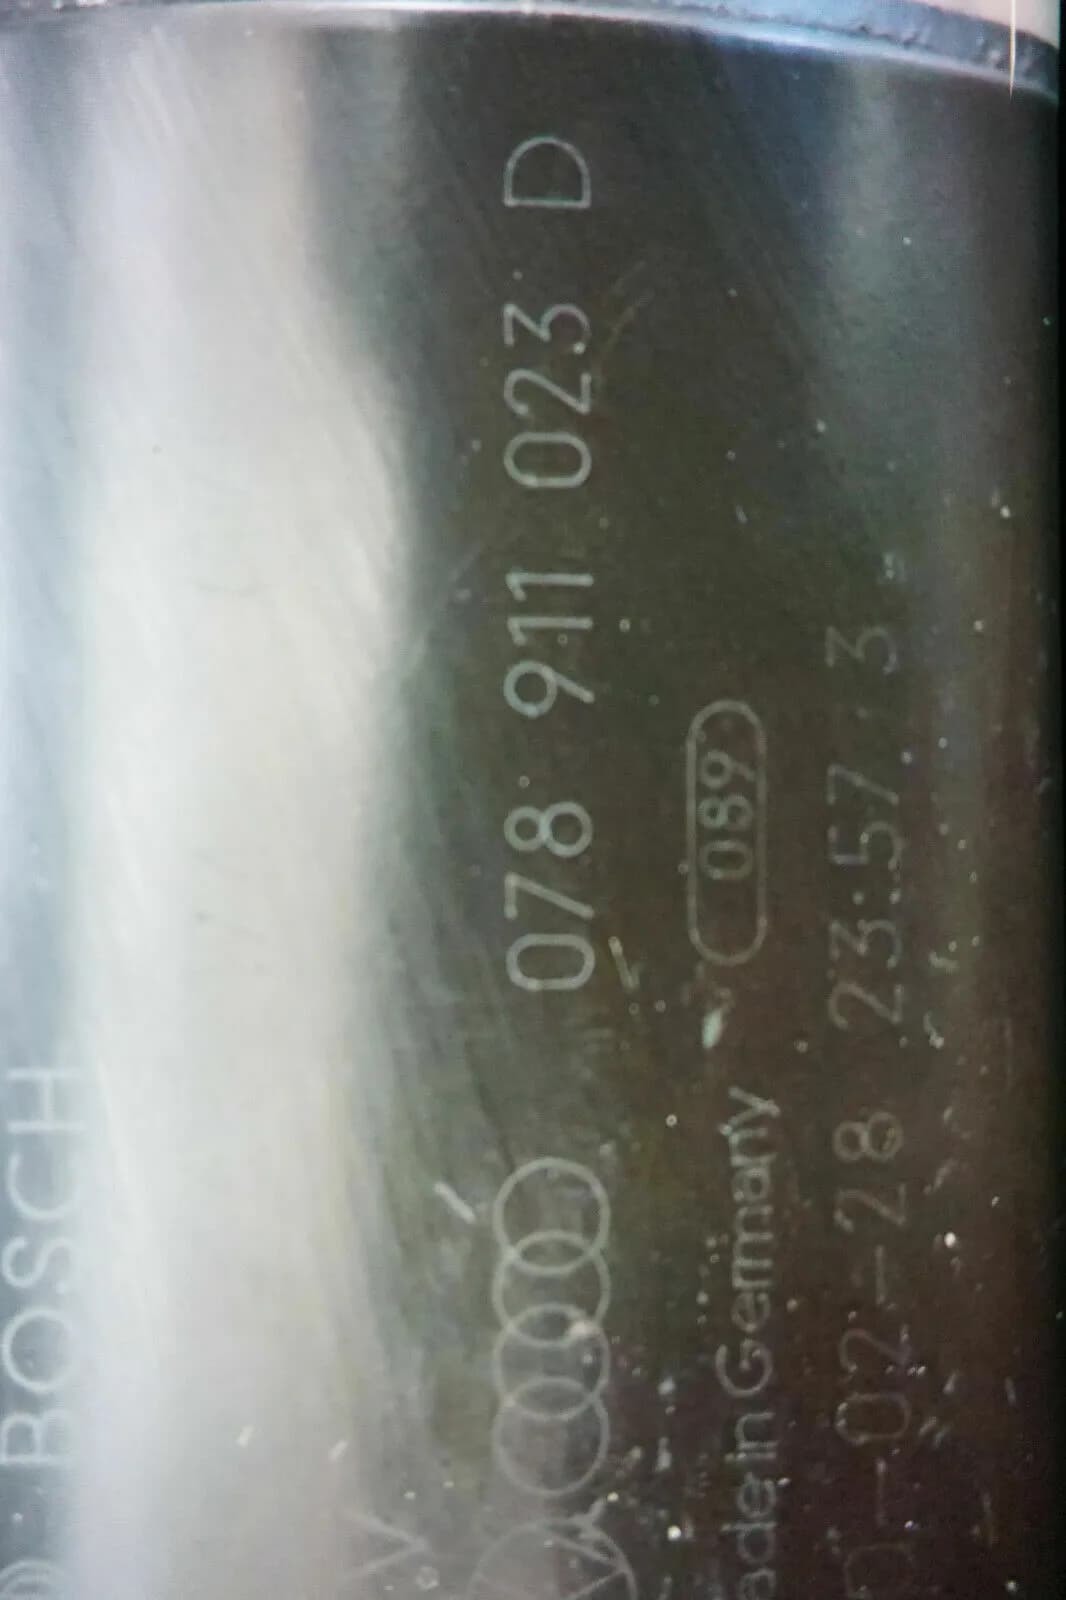 BOSCH
V
078 911 023 D
ade in Germany 089
02-28 23:57 3